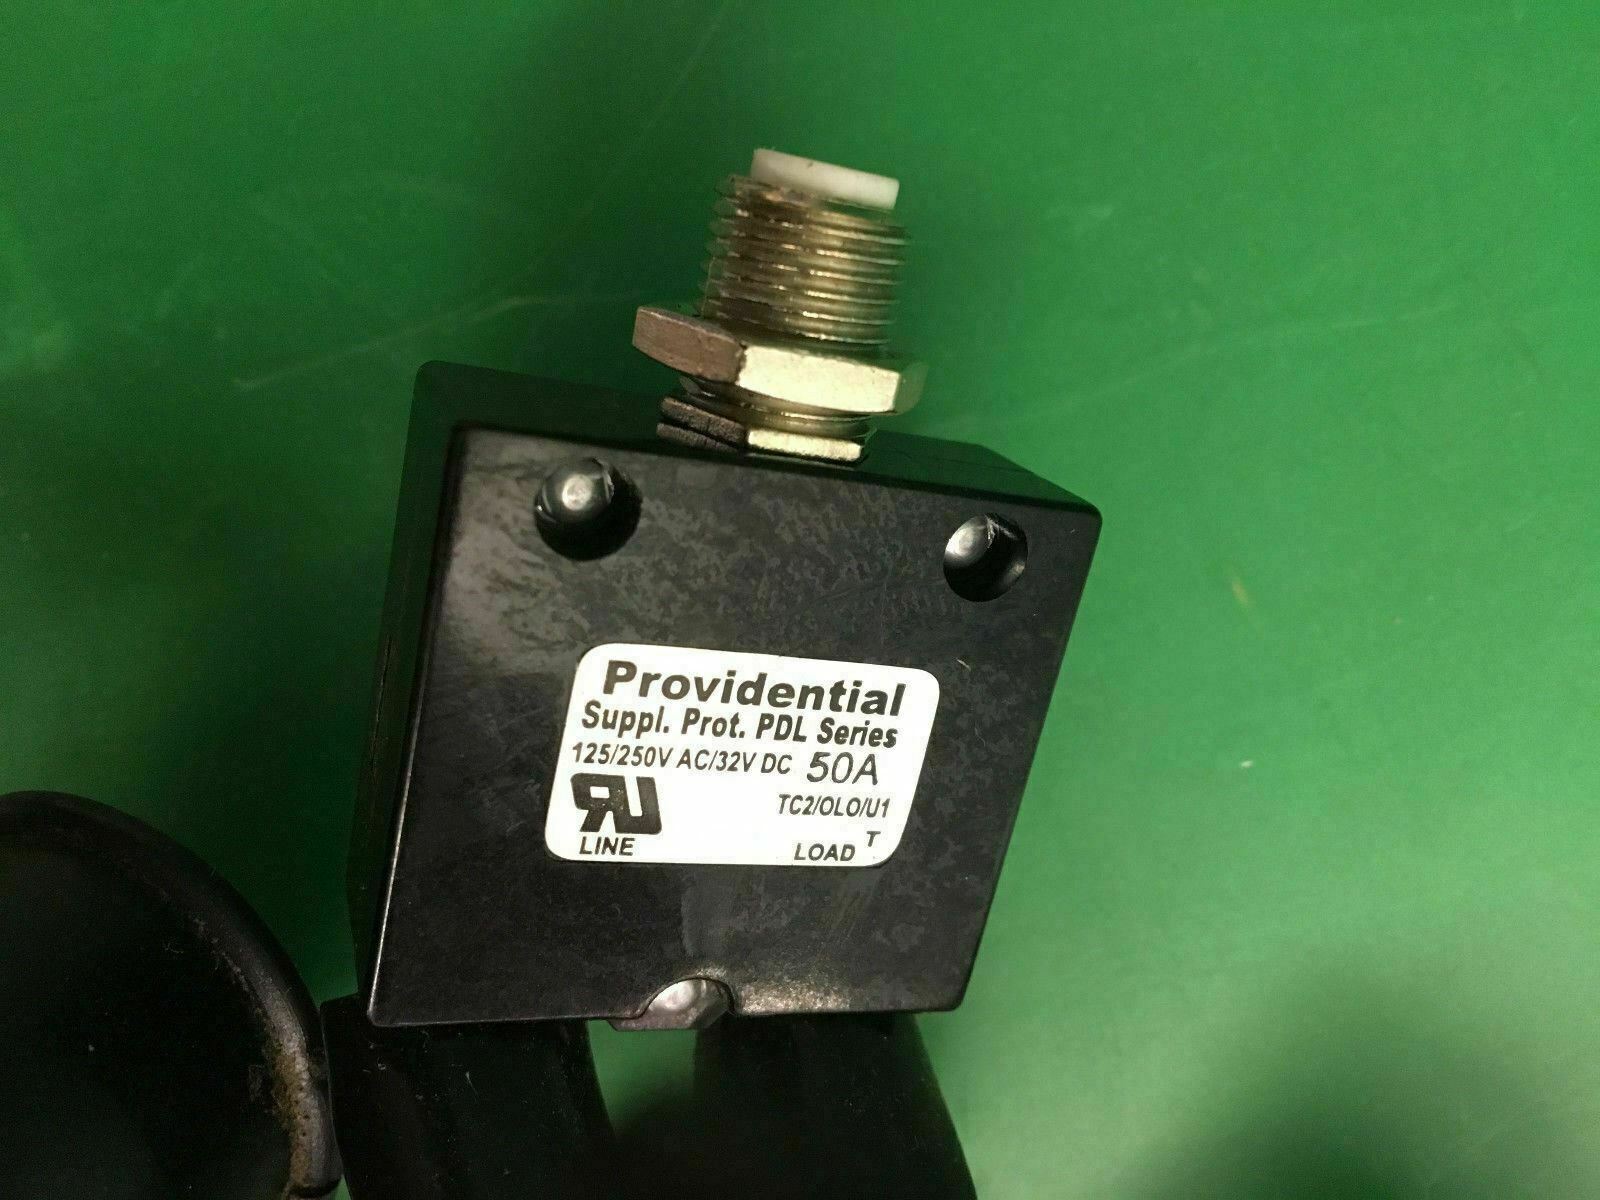 Providential
Suppl. Prot. PDL Series
125/250V AC/32V DC 50A
TC2/OLO/U1
LINE
LOAD T